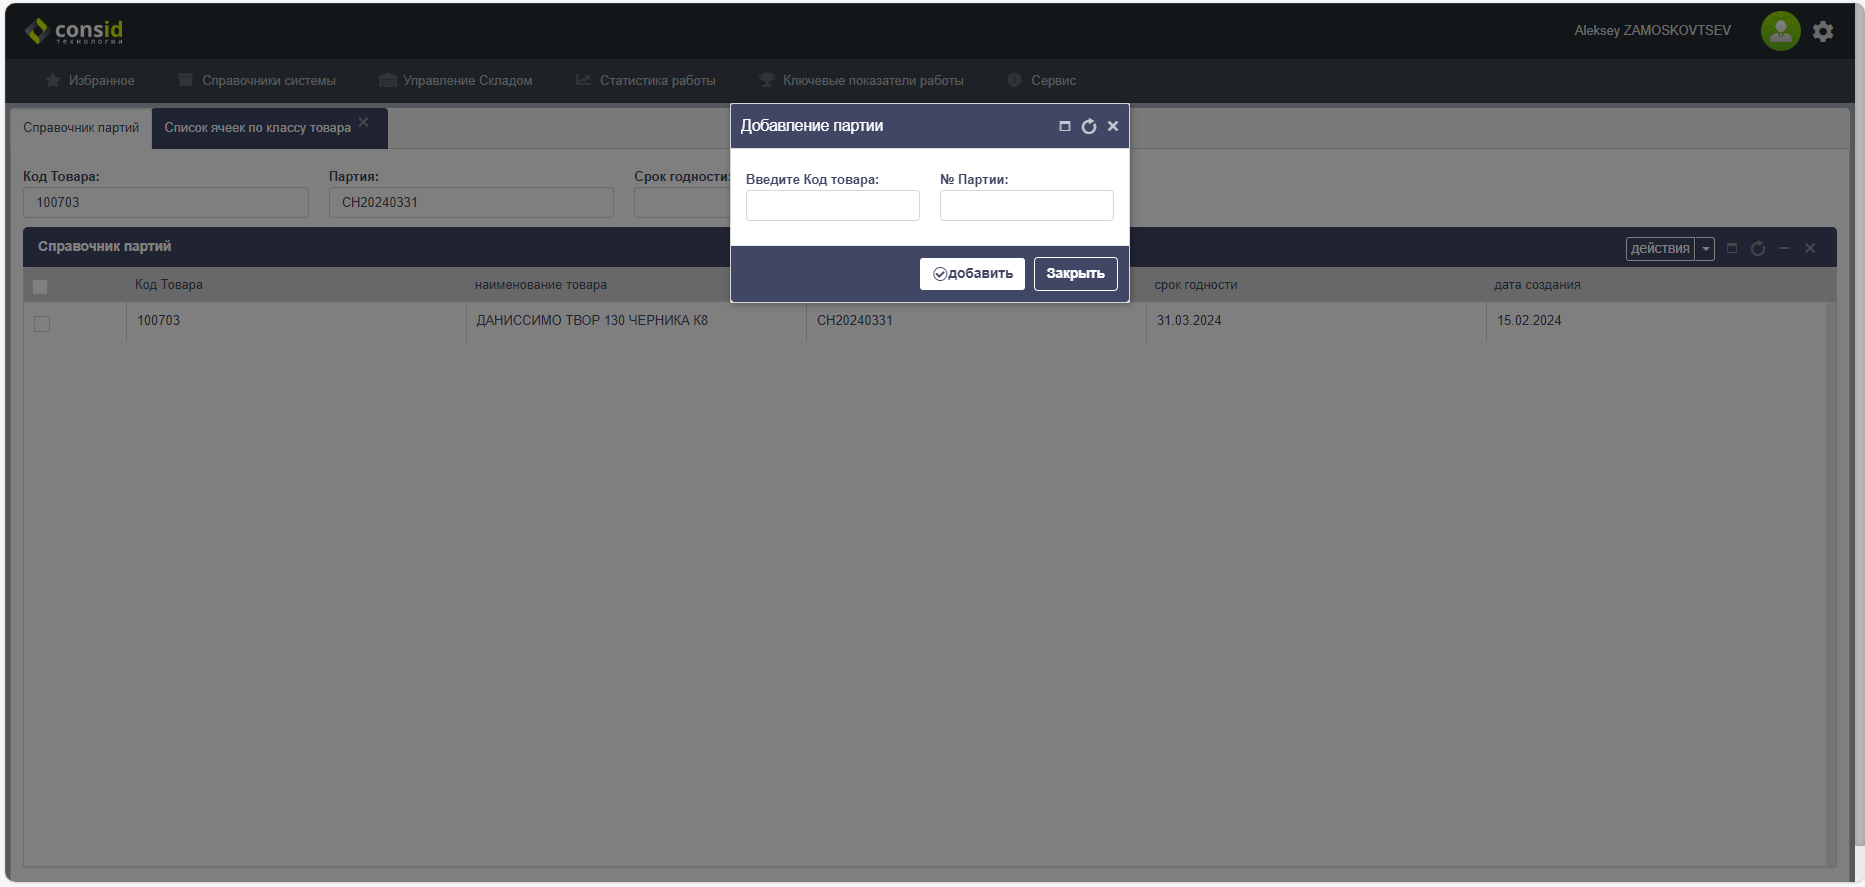 consid
технологии
Aleksey ZAMOSKOVTSEV
Избранное
Справочники системы
Управление Складом
Статистика работы
Ключевые показатели работы
Сервис
Справочник партий
Список ячеек по классу товара
Добавление партии
Код Товара:
Партия:
Срок годности:
Введите Код товара:
№ Партии:
100703
CH20240331
Справочник партий
действия
добавить
Закрыть
Код Товара
наименование товара
срок годности
дата создания
100703
ДАНИССИМО ТВОР 130 ЧЕРНИКА К8
CH20240331
31.03.2024
15.02.2024